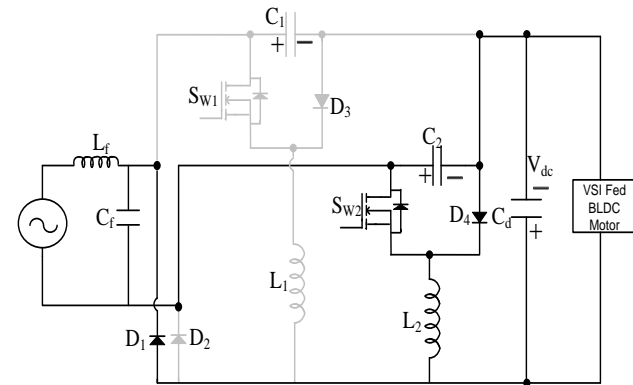 C1
+ −
SW1
D3
Lf
C2
+ −
Vdc
−
VSI Fed
BLDC
Motor
Cf
SW2
D4
Cd
+
L1
L2
D1
D2